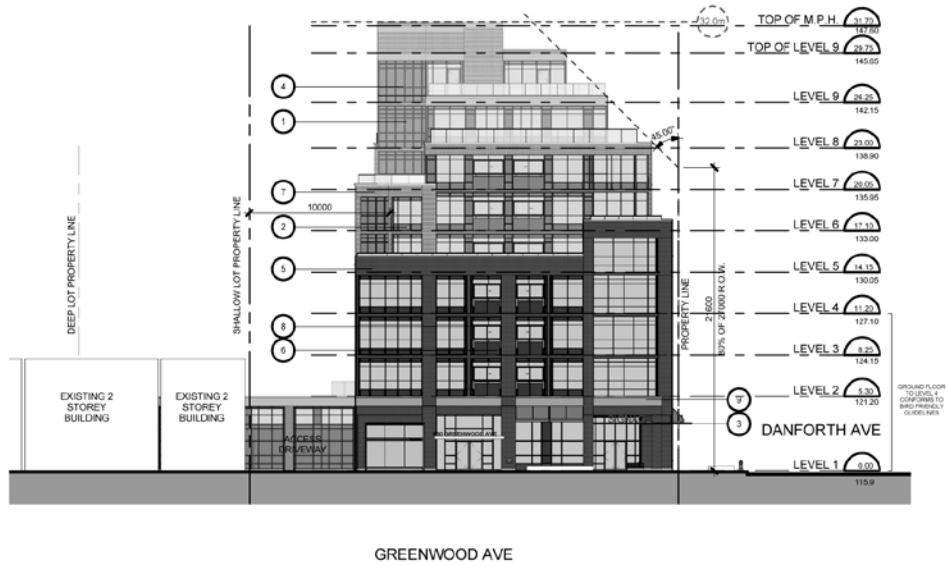 32.0m
TOP OF M.P.H.
31.70
147.60
TOP OF LEVEL 9
29.75
145.65
4
LEVEL 9
26.25
142.15
1
45.00°
LEVEL 8
23.00
138.90
7
LEVEL 7
20.05
135.95
10000
2
LEVEL 6
17.10
133.00
DEEP LOT PROPERTY LINE
SHALLOW LOT PROPERTY LINE
5
LEVEL 5
14.15
130.05
PROPERTY LINE
21600
80% OF 27000 R.O.W.
LEVEL 4
11.20
127.10
8
6
LEVEL 3
8.25
124.15
EXISTING 2
STOREY
BUILDING
EXISTING 2
STOREY
BUILDING
LEVEL 2
5.30
121.20
GROUND FLOOR
TO LEVEL 4
CONFORMS TO
BIRD FRIENDLY
GUIDELINES
9
3
DANFORTH AVE
ACCESS
DRIVEWAY
GREENWOOD AVE
LEVEL 1
0.00
115.9
GREENWOOD AVE